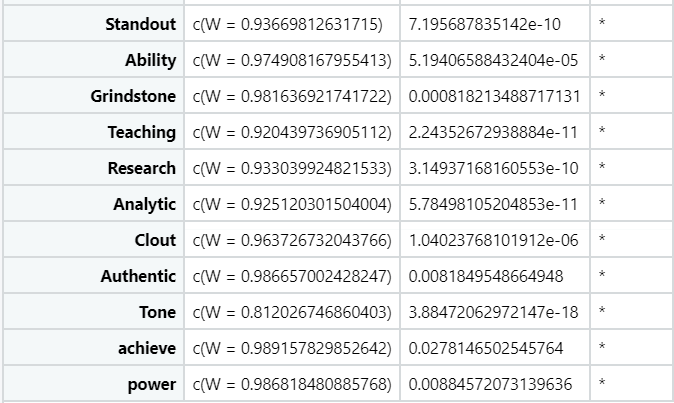 Standout c(W = 0.93669812631715) 7.195687835142e-10 *
Ability c(W = 0.974908167955413) 5.19406588432404e-05 *
Grindstone c(W = 0.981636921741722) 0.000818213488717131 *
Teaching c(W = 0.920439736905112) 2.24352672938884e-11 *
Research c(W = 0.933039924821533) 3.14937168160553e-10 *
Analytic c(W = 0.925120301504004) 5.78498105204853e-11 *
Clout c(W = 0.963726732043766) 1.04023768101912e-06 *
Authentic c(W = 0.986657002428247) 0.0081849548664948 *
Tone c(W = 0.812026746860403) 3.88472062972147e-18 *
achieve c(W = 0.989157829852642) 0.0278146502545764 *
power c(W = 0.986818480885768) 0.00884572073139636 *